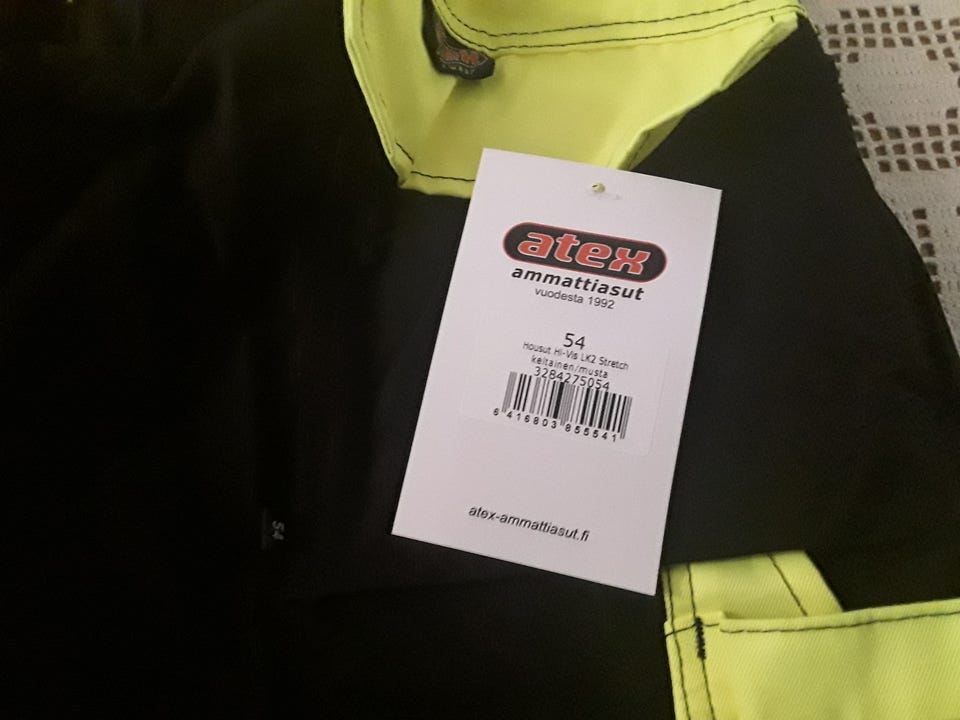 atex
ammattiasut
vuodesta 1992
54
Housut Hi-Vis LK2 Stretch
keltainen/musta
3284275054
6 416803 855541
atex-ammattiasut.fi
54